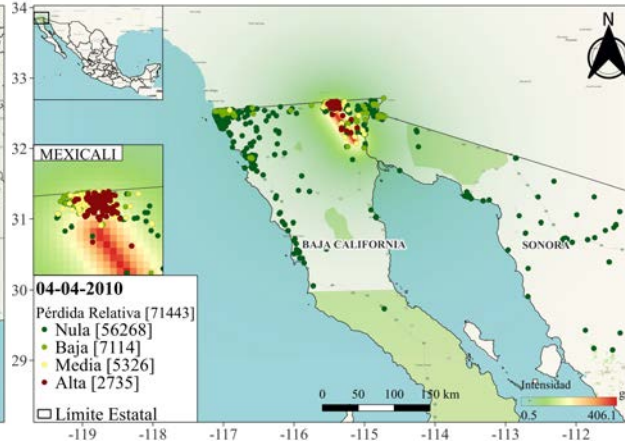 34
33
32
31
30
29
-119
-118
-117
-116
-115
-114
-113
-112
N
MEXICALI
BAJA CALIFORNIA
SONORA
04-04-2010
Pérdida Relativa [71443]
Nula [56268]
Baja [7114]
Media [5326]
Alta [2735]
Límite Estatal
0 50 100 150 km
Intensidad
g
0.5 406.1